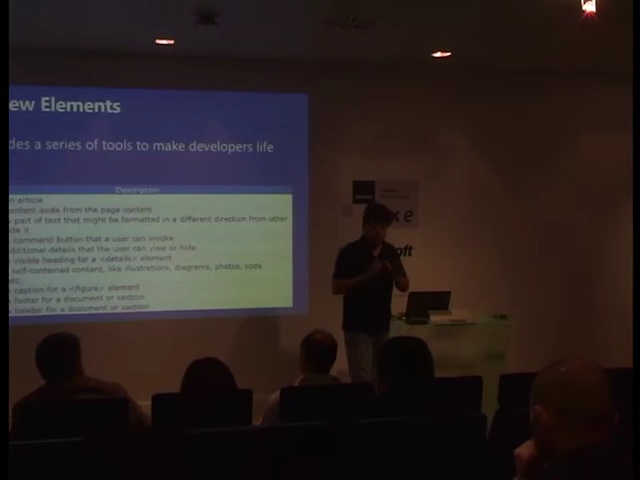 ew Elements
des a series of tools to make developers life
Description
n article
ontent aside from the page content
part of text that might be formatted in a different direction from other
de it
command button that a user can invoke
dditional details that the user can view or hide
visible heading for a <details> element
self-contained content, like illustrations, diagrams, photos, code
etc.
caption for a <figure> element
footer for a document or section
header for a document or section
oft